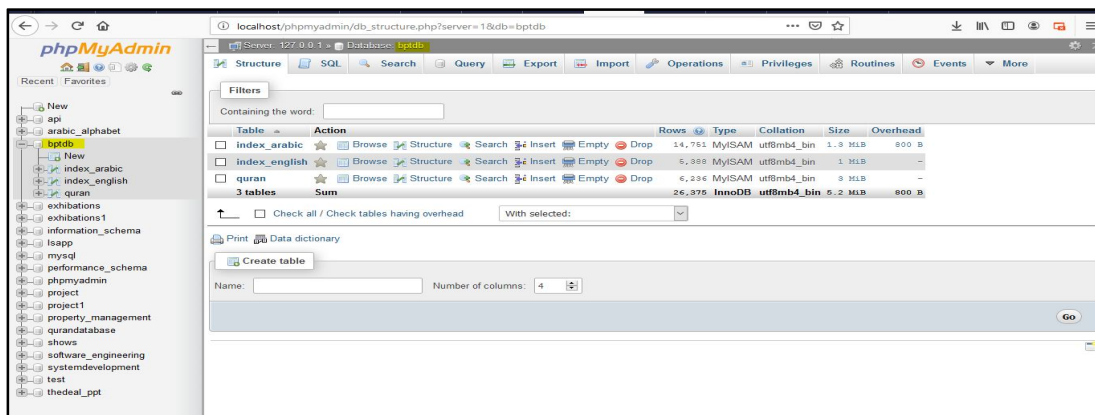 localhost/phpmyadmin/db_structure.php?server=1&db=bptdb
phpMyAdmin
Recent Favorites
New
api
arabic_alphabet
bptdb
New
index_arabic
index_english
quran
exhibations
exhibations1
information_schema
lsapp
mysql
performance_schema
phpmyadmin
project
project1
property_management
qurandatabase
shows
software_engineering
systemdevelopment
test
thedeal_ppt
Server: 127.0.0.1 » Database: bptdb
Structure SQL Search Query Export Import Operations Privileges Routines Events More
Filters
Containing the word:
Table Action Rows Type Collation Size Overhead
index_arabic Browse Structure Search Insert Empty Drop 14,751 MyISAM utf8mb4_bin 1.3 MiB 800 B
index_english Browse Structure Search Insert Empty Drop MyISAM utf8mb4_bin 1 MiB -
quran Browse Structure Search Insert Empty Drop 6,236 MyISAM utf8mb4_bin 3 MiB -
3 tables Sum 26,375 InnoDB utf8mb4_bin 5.2 MiB 800 B
Check all / Check tables having overhead With selected:
Print Data dictionary
Create table
Name: Number of columns: 4
Go